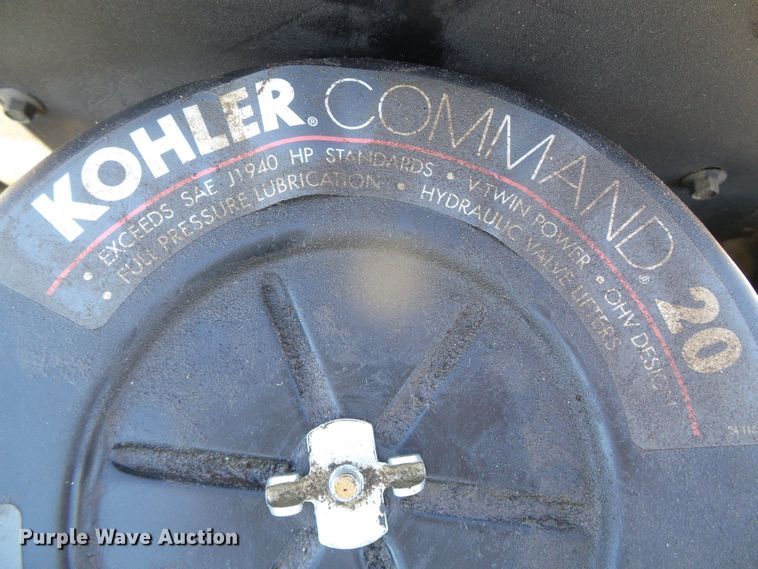 KOHLER® COMMAND® 20
• EXCEEDS SAE J1940 HP STANDARDS • V-TWIN POWER • OHV DESIGN
• FULL PRESSURE LUBRICATION • HYDRAULIC VALVE LIFTERS
Purple Wave Auction